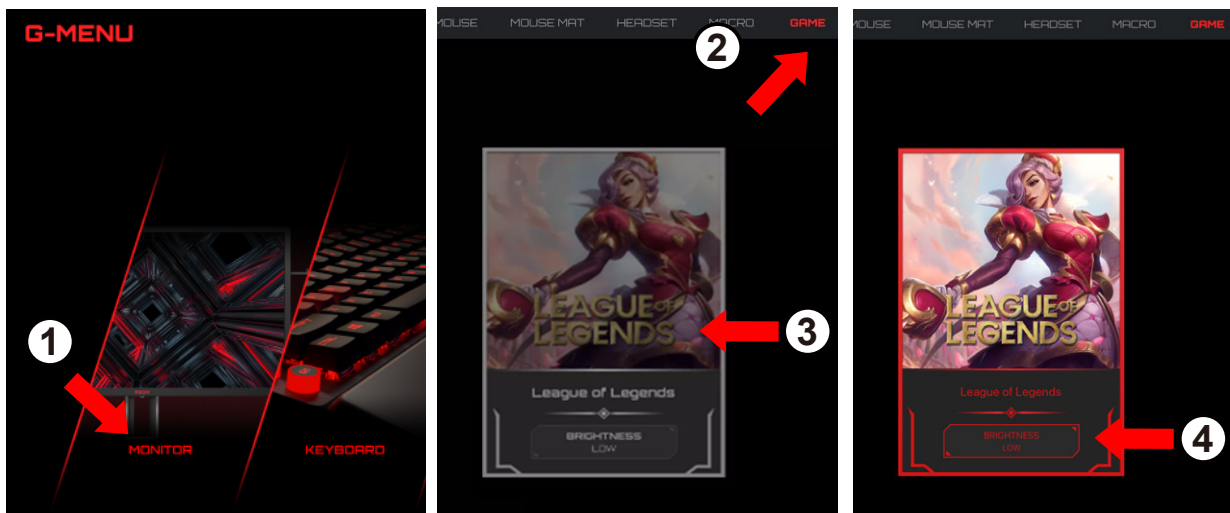 G-MENU
1
MONITOR
KEYBOARD
MOUSE MOUSE MAT HEADSET MACRO GAME
2
LEAGUE OF
LEGENDS
3
League of Legends
BRIGHTNESS
LOW
MOUSE MOUSE MAT HEADSET MACRO GAME
LEAGUE OF
LEGENDS
League of Legends
BRIGHTNESS
LOW
4